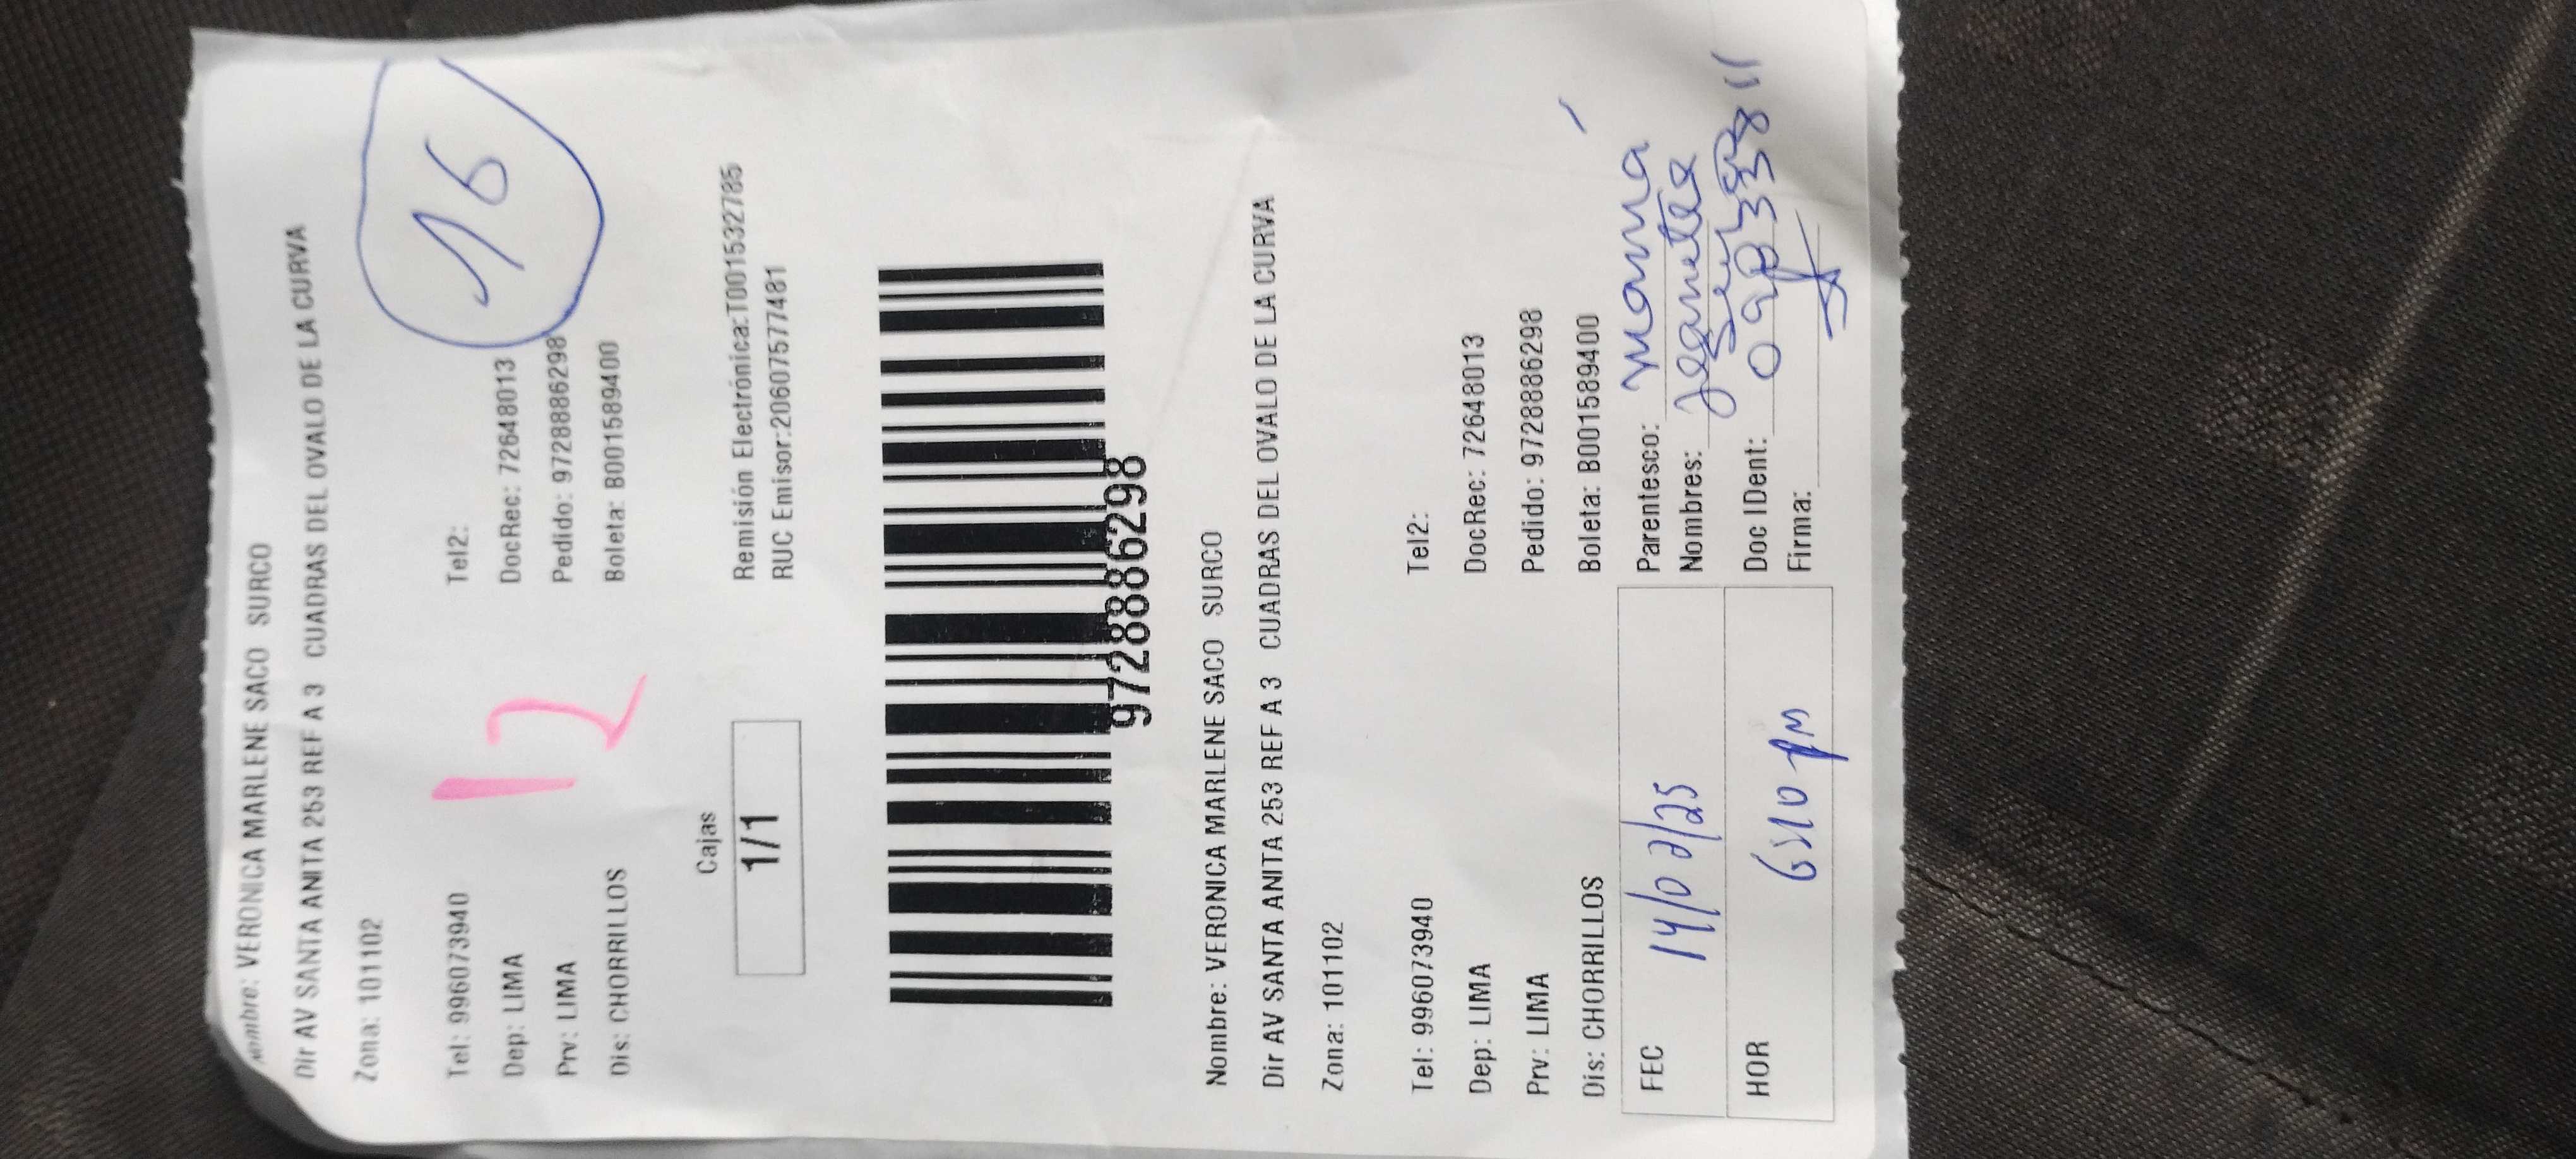 Nombre: VERONICA MARLENE SACO SURCO
Dir AV SANTA ANITA 253 REF A 3 CUADRAS DEL OVALO DE LA CURVA
Zona: 101102
16
Tel: 996073940 Tel2:
Dep: LIMA DocRec: 72648013
Prv: LIMA Pedido: 9728886298
Dis: CHORRILLOS Boleta: B001589400
12
Cajas
1/1
Remisión Electrónica:T001532785
RUC Emisor:20607577481
9728886298
Nombre: VERONICA MARLENE SACO SURCO
Dir AV SANTA ANITA 253 REF A 3 CUADRAS DEL OVALO DE LA CURVA
Zona: 101102
Tel: 996073940 Tel2:
Dep: LIMA DocRec: 72648013
Prv: LIMA Pedido: 9728886298
Dis: CHORRILLOS Boleta: B001589400
FEC 14/02/25 Parentesco: mama
Nombres:
HOR 6:10 pm Doc IDent:
Firma: